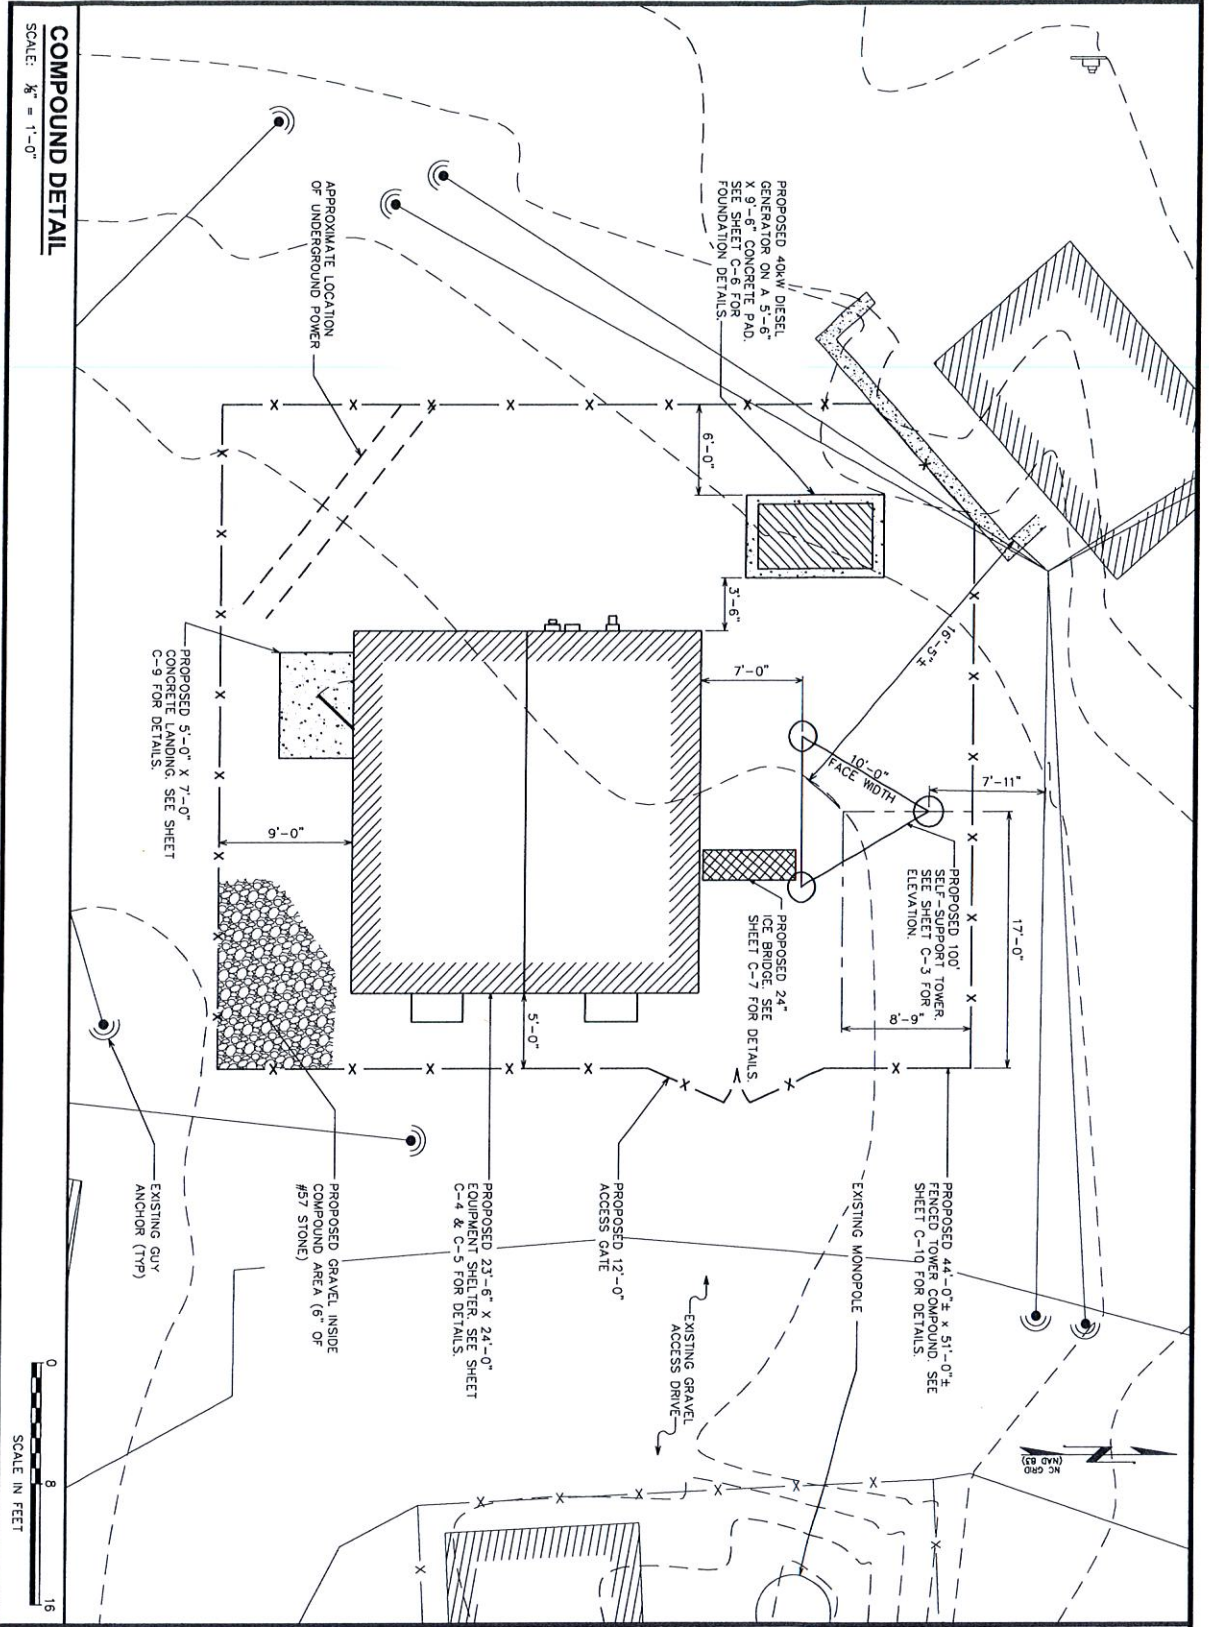 PROPOSED 40kW DIESEL
GENERATOR ON A 5'-6"
X 9'-6" CONCRETE PAD.
SEE SHEET C-6 FOR
FOUNDATION DETAILS.
APPROXIMATE LOCATION
OF UNDERGROUND POWER
6'-0"
3'-6"
16'-5"±
7'-0"
10'-0"
FACE WIDTH
7'-11"
17'-0"
8'-9"
PROPOSED 100'
SELF-SUPPORT TOWER.
SEE SHEET C-3 FOR
ELEVATION.
PROPOSED 24"
ICE BRIDGE. SEE
SHEET C-7 FOR DETAILS.
PROPOSED 5'-0" X 7'-0"
CONCRETE LANDING. SEE SHEET
C-9 FOR DETAILS.
9'-0"
5'-0"
PROPOSED 44'-0"± x 51'-0"±
FENCED TOWER COMPOUND. SEE
SHEET C-10 FOR DETAILS.
EXISTING MONOPOLE
EXISTING GRAVEL
ACCESS DRIVE
PROPOSED 12'-0"
ACCESS GATE
PROPOSED 23'-6" X 24'-0"
EQUIPMENT SHELTER. SEE SHEET
C-4 & C-5 FOR DETAILS.
PROPOSED GRAVEL INSIDE
COMPOUND AREA (6" OF
#57 STONE)
EXISTING GUY
ANCHOR (TYP)
NC GRID
(NAD 83)
COMPOUND DETAIL
SCALE: ⅛" = 1'-0"
0 8 16
SCALE IN FEET